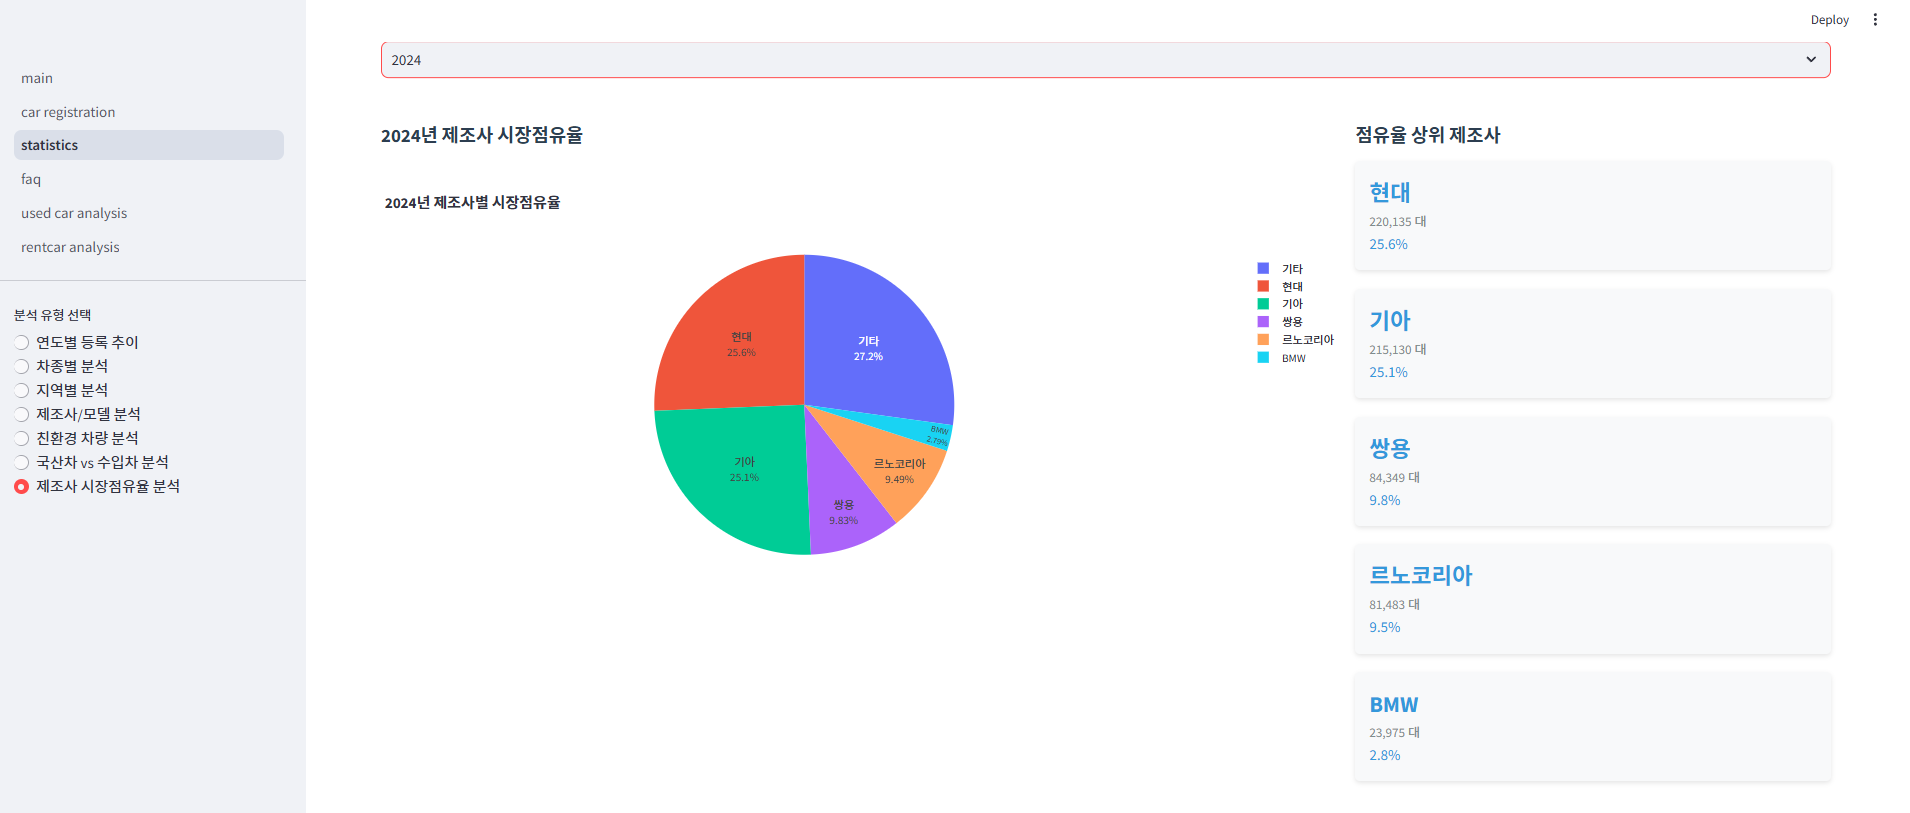 Deploy
main
car registration
statistics
faq
used car analysis
rentcar analysis
분석 유형 선택
연도별 등록 추이
차종별 분석
지역별 분석
제조사/모델 분석
친환경 차량 분석
국산차 vs 수입차 분석
제조사 시장점유율 분석
2024
2024년 제조사 시장점유율
2024년 제조사별 시장점유율
현대
25.6%
기타
27.2%
BMW
2.79%
르노코리아
9.49%
기아
25.1%
쌍용
9.83%
기타
현대
기아
쌍용
르노코리아
BMW
점유율 상위 제조사
현대
220,135 대
25.6%
기아
215,130 대
25.1%
쌍용
84,349 대
9.8%
르노코리아
81,483 대
9.5%
BMW
23,975 대
2.8%